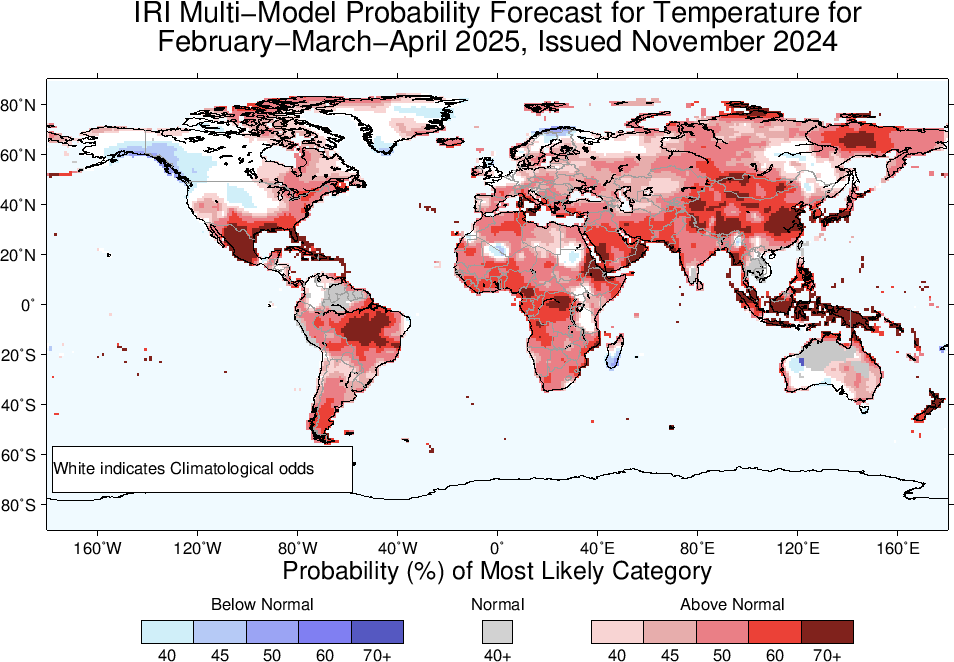 IRI Multi−Model Probability Forecast for Temperature for
February−March−April 2025, Issued November 2024
80˚N
60˚N
40˚N
20˚N
0˚
20˚S
40˚S
60˚S
80˚S
White indicates Climatological odds
160˚W 120˚W 80˚W 40˚W 0˚ 40˚E 80˚E 120˚E 160˚E
Probability (%) of Most Likely Category
Below Normal Normal Above Normal
40 45 50 60 70+ 40+ 40 45 50 60 70+